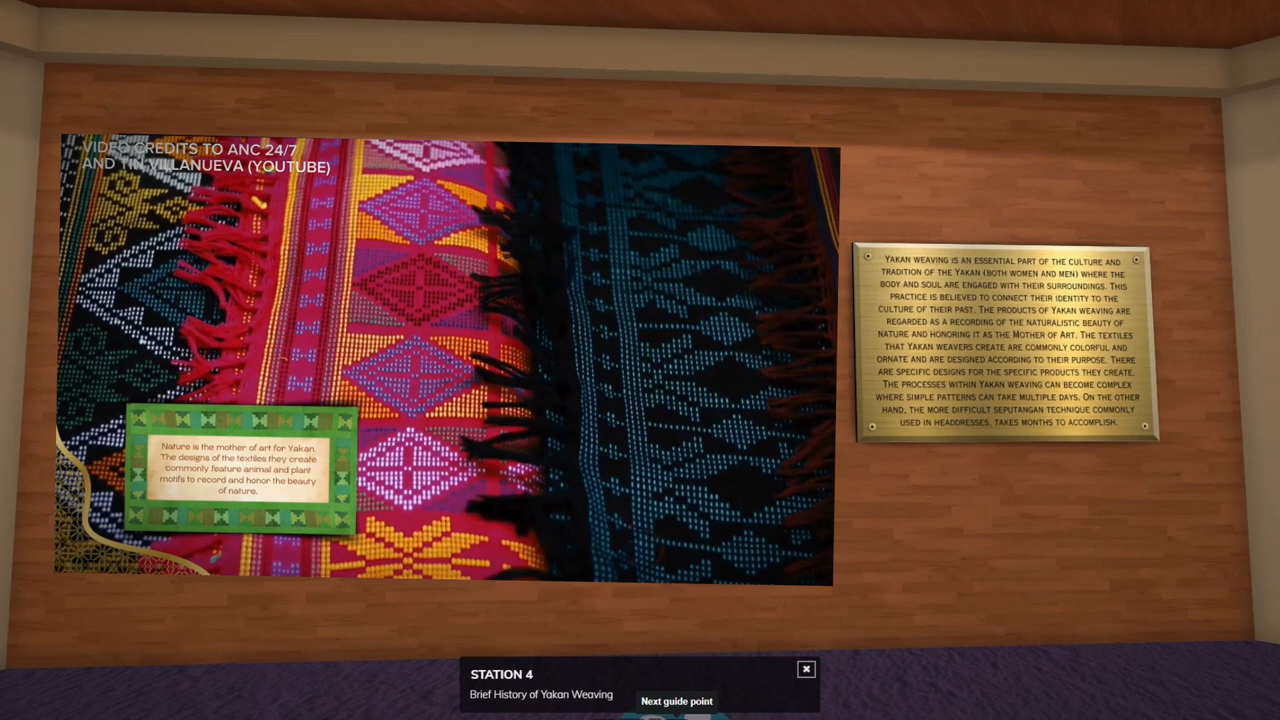 VIDEO CREDITS TO ANC 24/7
AND TIN VILLANUEVA (YOUTUBE)
Nature is the mother of art for Yakan.
The designs of the textiles they create
commonly feature animal and plant
motifs to record and honor the beauty
of nature.
YAKAN WEAVING IS AN ESSENTIAL PART OF THE CULTURE AND
TRADITION OF THE YAKAN (BOTH WOMEN AND MEN) WHERE THE
BODY AND SOUL ARE ENGAGED WITH THEIR SURROUNDINGS. THIS
PRACTICE IS BELIEVED TO CONNECT THEIR IDENTITY TO THE
CULTURE OF THEIR PAST. THE PRODUCTS OF YAKAN WEAVING ARE
REGARDED AS A RECORDING OF THE NATURALISTIC BEAUTY OF
NATURE AND HONORING IT AS THE MOTHER OF ART. THE TEXTILES
THAT YAKAN WEAVERS CREATE ARE COMMONLY COLORFUL AND
ORNATE AND ARE DESIGNED ACCORDING TO THEIR PURPOSE. THERE
ARE SPECIFIC DESIGNS FOR THE SPECIFIC PRODUCTS THEY CREATE.
THE PROCESSES WITHIN YAKAN WEAVING CAN BECOME COMPLEX
WHERE SIMPLE PATTERNS CAN TAKE MULTIPLE DAYS. ON THE OTHER
HAND, THE MORE DIFFICULT SEPUTANGAN TECHNIQUE COMMONLY
USED IN HEADDRESSES, TAKES MONTHS TO ACCOMPLISH.
STATION 4
Brief History of Yakan Weaving
Next guide point